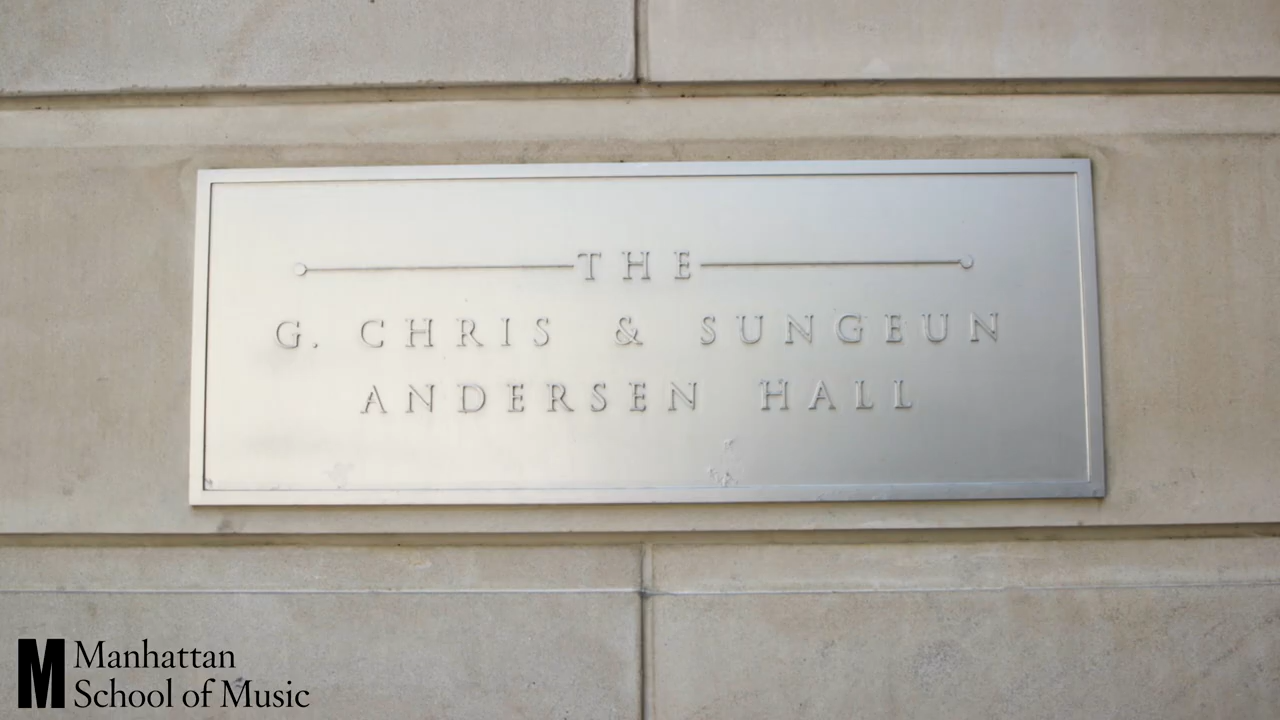 THE
G. CHRIS & SUNGEUN
ANDERSEN HALL
M Manhattan
School of Music